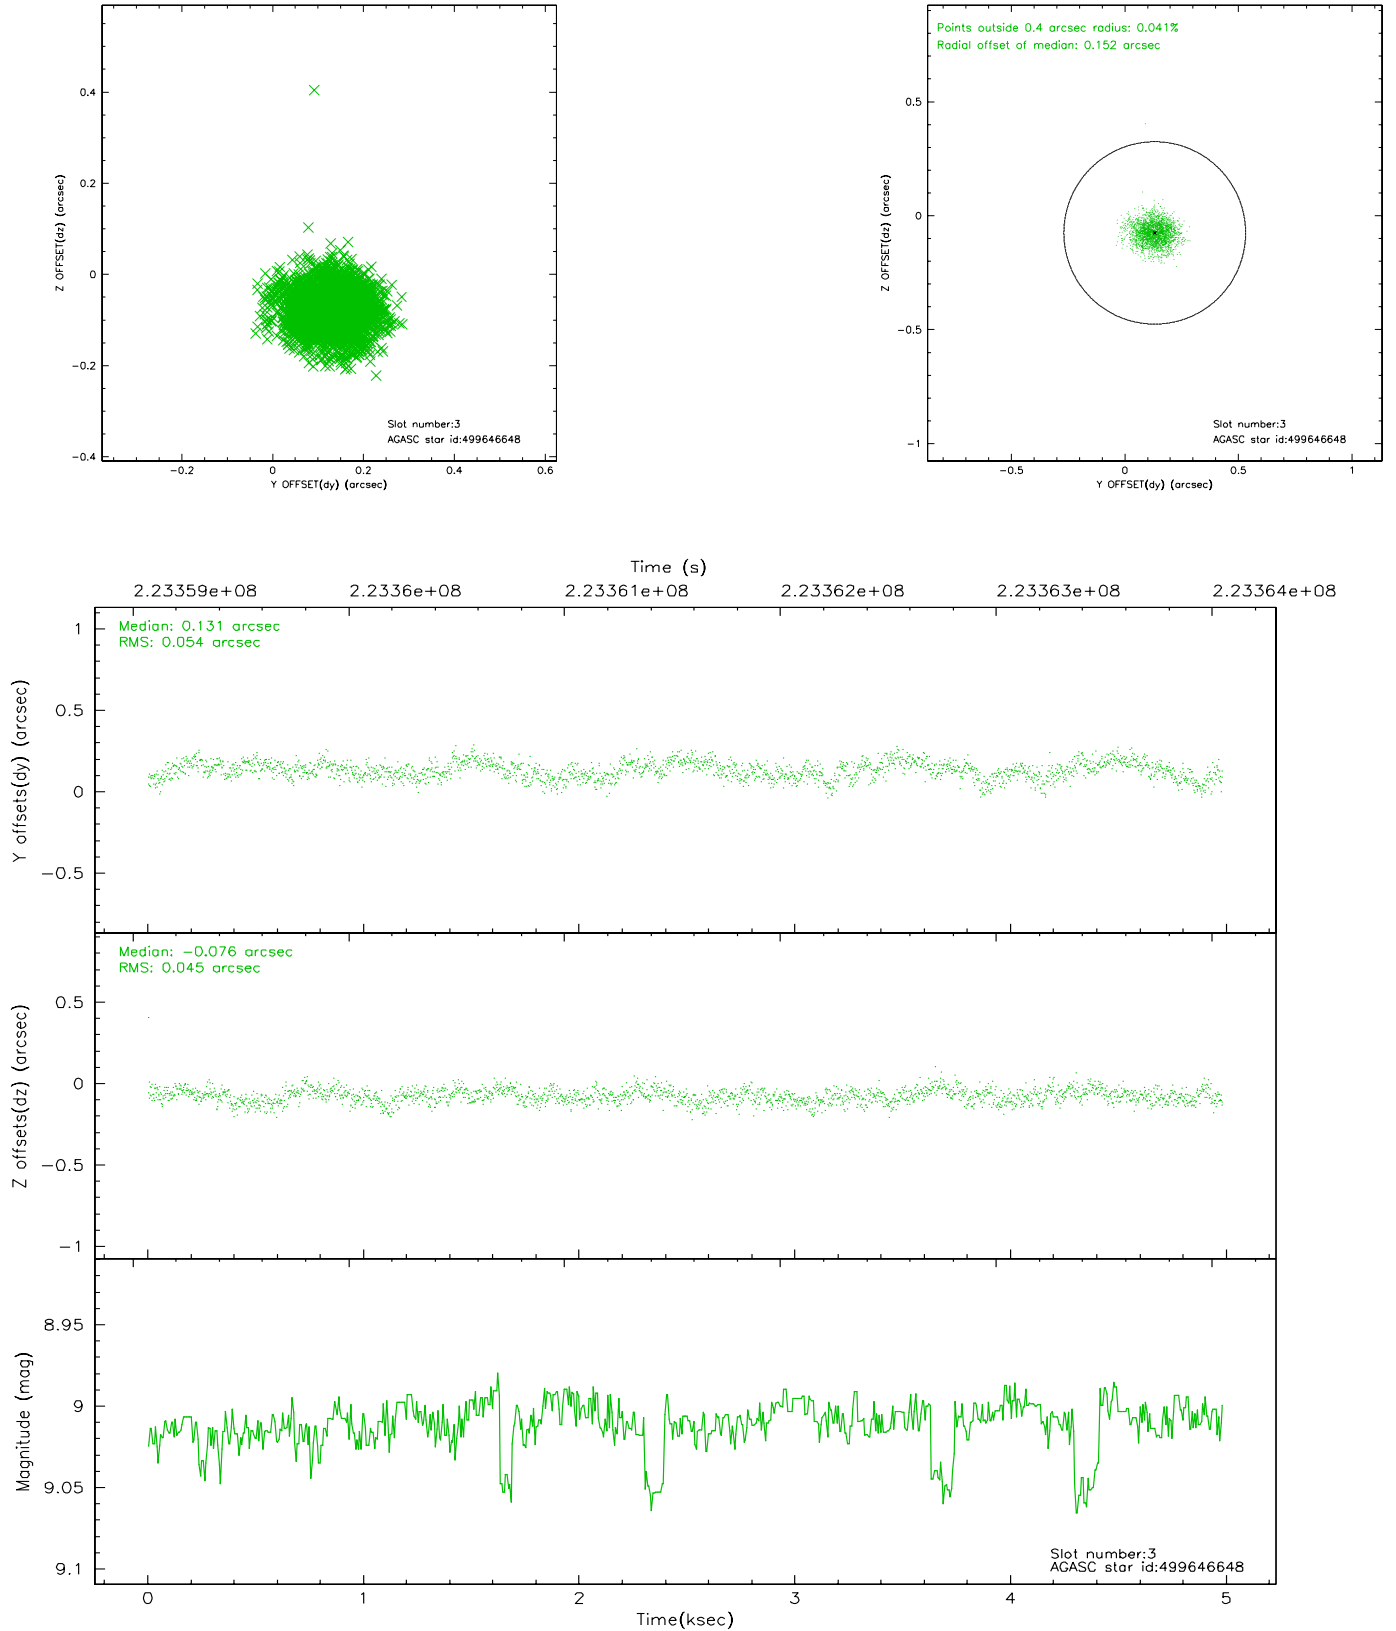 0.4
0.2
0
−0.2
−0.4
Z OFFSET(dz) (arcsec)
−0.2 0 0.2 0.4 0.6
Y OFFSET(dy) (arcsec)
Slot number:3
AGASC star id:499646648
Points outside 0.4 arcsec radius: 0.041%
Radial offset of median: 0.152 arcsec
0.5
0
−0.5
−1
Z OFFSET(dz) (arcsec)
−0.5 0 0.5 1
Y OFFSET(dy) (arcsec)
Slot number:3
AGASC star id:499646648
Time (s)
2.23359e+08 2.2336e+08 2.23361e+08 2.23362e+08 2.23363e+08 2.23364e+08
Median: 0.131 arcsec
RMS: 0.054 arcsec
1
0.5
0
−0.5
Y offsets(dy) (arcsec)
Median: −0.076 arcsec
RMS: 0.045 arcsec
0.5
0
−0.5
−1
Z offsets(dz) (arcsec)
8.95
9
9.05
9.1
Magnitude (mag)
Slot number:3
AGASC star id:499646648
0 1 2 3 4 5
Time(ksec)